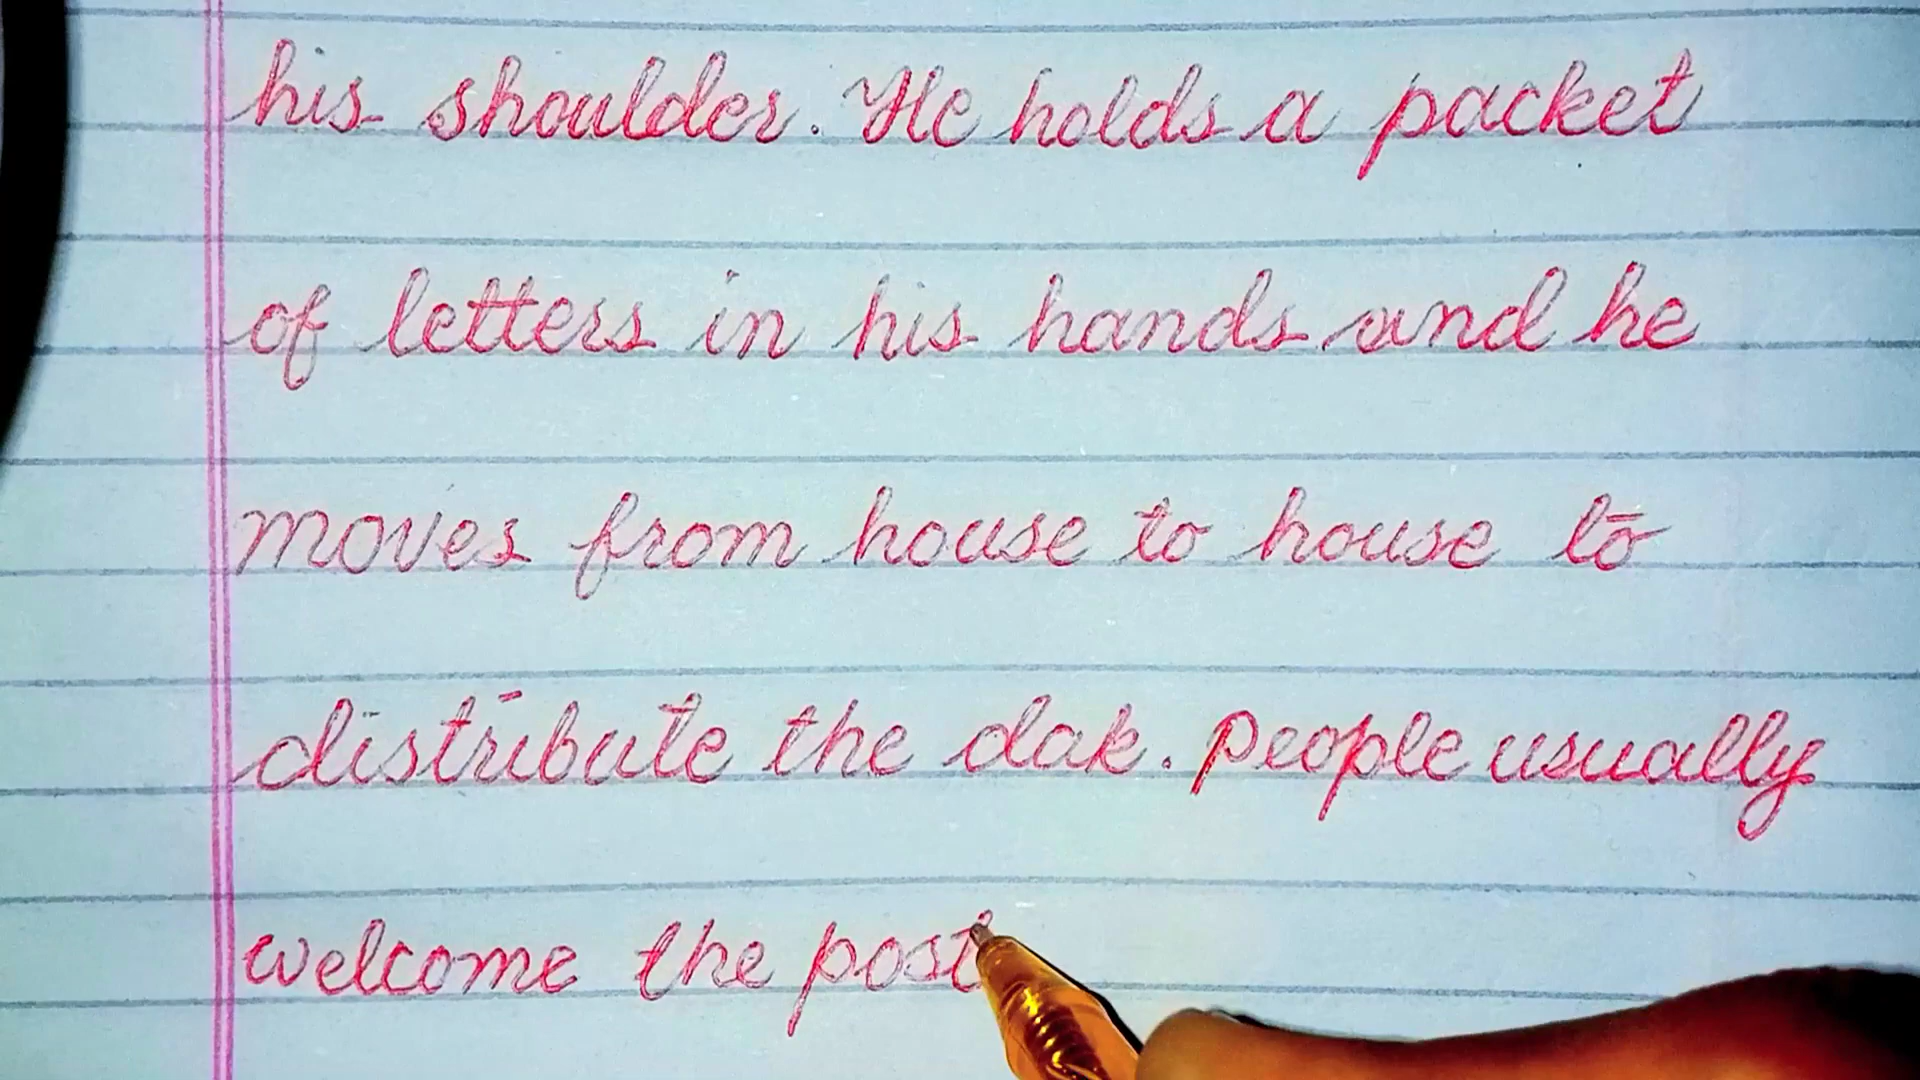 his shoulder. He holds a packet
of letters in his hands and he
moves from house to house to
distribute the dak. People usually
welcome the post